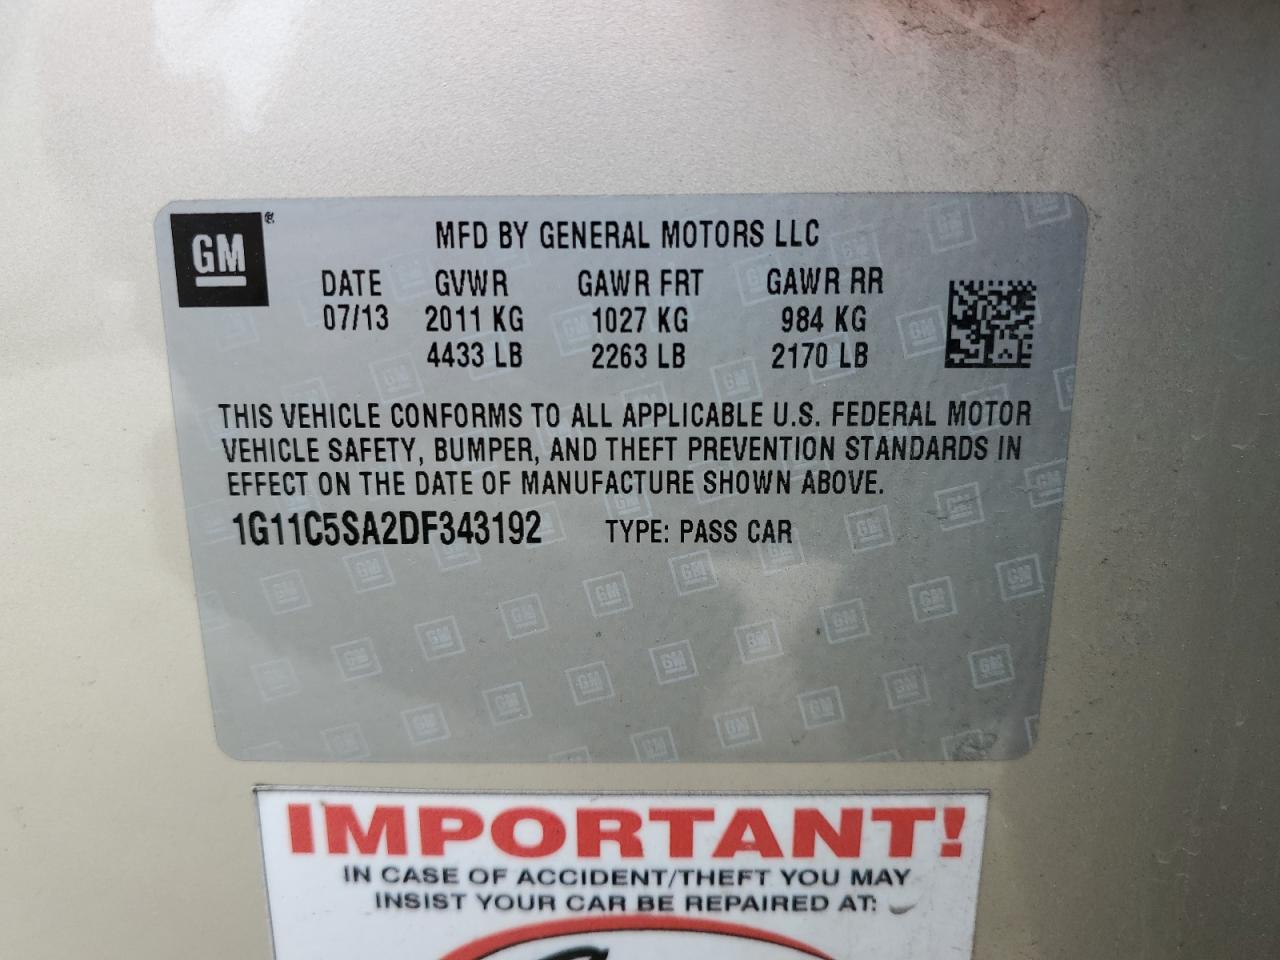 GM®
MFD BY GENERAL MOTORS LLC
DATE GVWR GAWR FRT GAWR RR
07/13 2011 KG 1027 KG 984 KG
4433 LB 2263 LB 2170 LB
THIS VEHICLE CONFORMS TO ALL APPLICABLE U.S. FEDERAL MOTOR
VEHICLE SAFETY, BUMPER, AND THEFT PREVENTION STANDARDS IN
EFFECT ON THE DATE OF MANUFACTURE SHOWN ABOVE.
1G11C5SA2DF343192 TYPE: PASS CAR
IMPORTANT!
IN CASE OF ACCIDENT/THEFT YOU MAY
INSIST YOUR CAR BE REPAIRED AT: